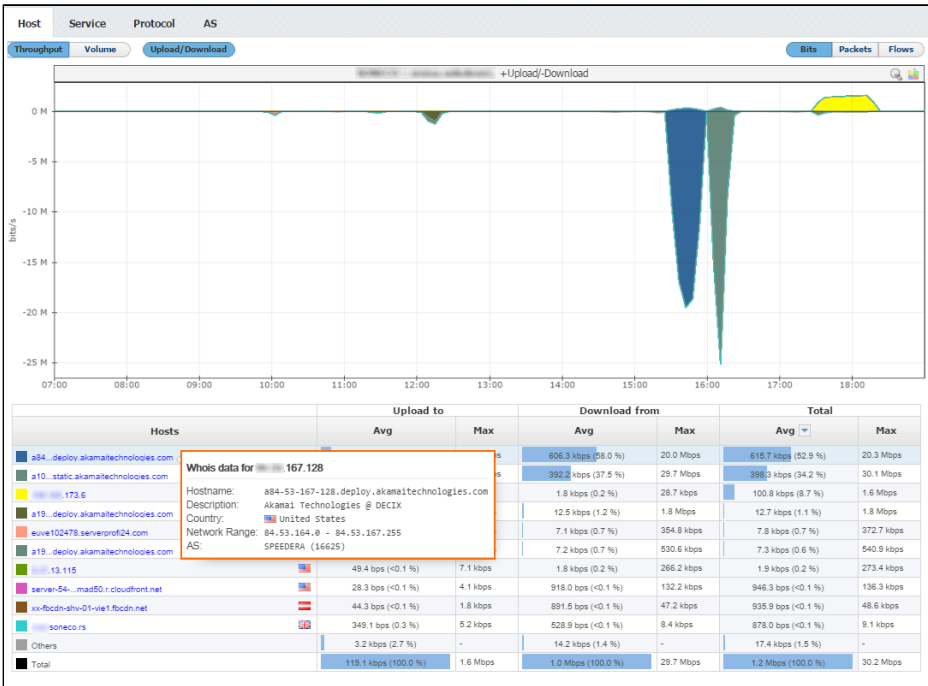 Host Service Protocol AS
Throughput Volume Upload/Download Bits Packets Flows
+Upload/-Download
0 M
-5 M
-10 M
-15 M
-20 M
-25 M
bits/s
07:00 08:00 09:00 10:00 11:00 12:00 13:00 14:00 15:00 16:00 17:00 18:00
Upload to Download from Total
Hosts Avg Max Avg Max Avg Max
a84...deploy.akamaitechnologies.com 606.3 kbps (58.0 %) 20.0 Mbps 615.7 kbps (52.9 %) 20.3 Mbps
a10...static.akamaitechnologies.com 392.2 kbps (37.5 %) 29.7 Mbps 398.3 kbps (34.2 %) 30.1 Mbps
.173.6 1.8 kbps (0.2 %) 28.7 kbps 100.8 kbps (8.7 %) 1.6 Mbps
a19...deploy.akamaitechnologies.com 12.5 kbps (1.2 %) 1.8 Mbps 12.7 kbps (1.1 %) 1.8 Mbps
euve102478.serverprofi24.com 7.1 kbps (0.7 %) 354.8 kbps 7.8 kbps (0.7 %) 372.7 kbps
a19...deploy.akamaitechnologies.com 7.2 kbps (0.7 %) 530.6 kbps 7.3 kbps (0.6 %) 540.9 kbps
.13.115 49.4 bps (<0.1 %) 7.1 kbps 1.8 kbps (0.2 %) 266.2 kbps 1.9 kbps (0.2 %) 273.4 kbps
server-54-...mad50.r.cloudfront.net 28.3 bps (<0.1 %) 4.1 kbps 918.0 bps (<0.1 %) 132.2 kbps 946.3 bps (<0.1 %) 136.3 kbps
xx-fbcdn-shv-01-vie1.fbcdn.net 44.3 bps (<0.1 %) 1.8 kbps 891.5 bps (<0.1 %) 47.2 kbps 935.9 bps (<0.1 %) 48.6 kbps
soneco.rs 349.1 bps (0.3 %) 5.2 kbps 528.9 bps (<0.1 %) 8.4 kbps 878.0 bps (<0.1 %) 9.1 kbps
Others 3.2 kbps (2.7 %) - 14.2 kbps (1.4 %) - 17.4 kbps (1.5 %) -
Total 119.1 kbps (100.0 %) 1.6 Mbps 1.0 Mbps (100.0 %) 29.7 Mbps 1.2 Mbps (100.0 %) 30.2 Mbps
Whois data for .167.128
Hostname: a84-53-167-128.deploy.akamaitechnologies.com
Description: Akamai Technologies @ DECIX
Country: United States
Network Range: 84.53.164.0 - 84.53.167.255
AS: SPEEDERA (16625)